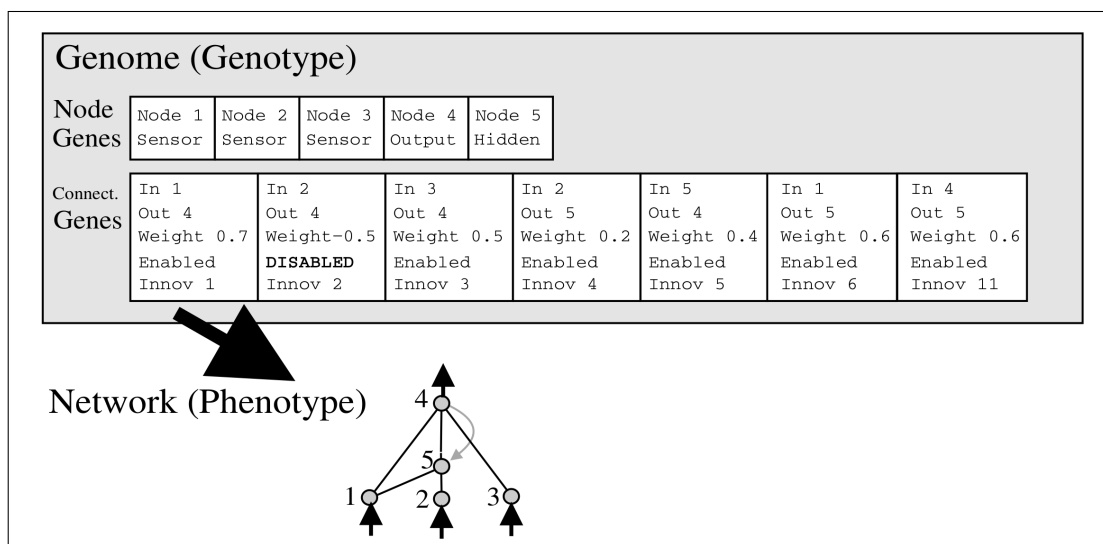 Genome (Genotype)
Node Genes
Node 1 Node 2 Node 3 Node 4 Node 5
Sensor Sensor Sensor Output Hidden
Connect. Genes
In 1 In 2 In 3 In 2 In 5 In 1 In 4
Out 4 Out 4 Out 4 Out 5 Out 4 Out 5 Out 5
Weight 0.7 Weight-0.5 Weight 0.5 Weight 0.2 Weight 0.4 Weight 0.6 Weight 0.6
Enabled DISABLED Enabled Enabled Enabled Enabled Enabled
Innov 1 Innov 2 Innov 3 Innov 4 Innov 5 Innov 6 Innov 11
Network (Phenotype)
4
5
1 2 3